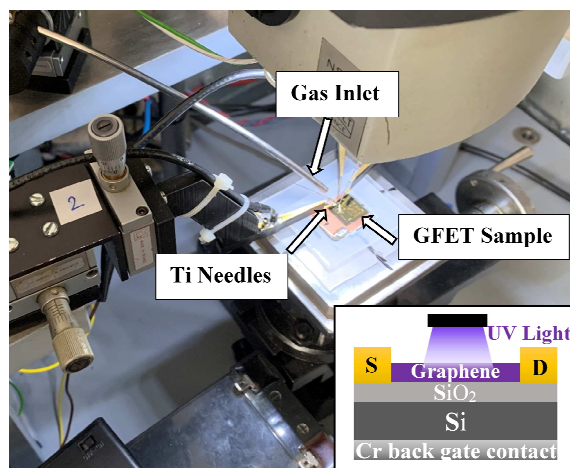 Gas Inlet
2
GFET Sample
Ti Needles
UV Light
S
Graphene
D
SiO₂
Si
Cr back gate contact